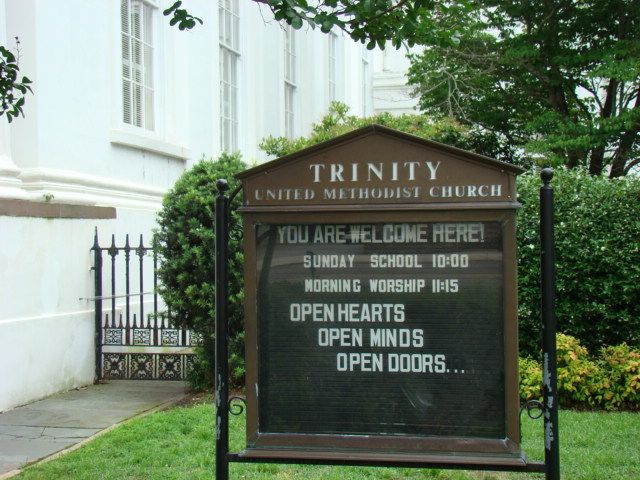 TRINITY
UNITED METHODIST CHURCH
YOU ARE WELCOME HERE!
SUNDAY SCHOOL 10:00
MORNING WORSHIP 11:15
OPEN HEARTS
OPEN MINDS
OPEN DOORS...